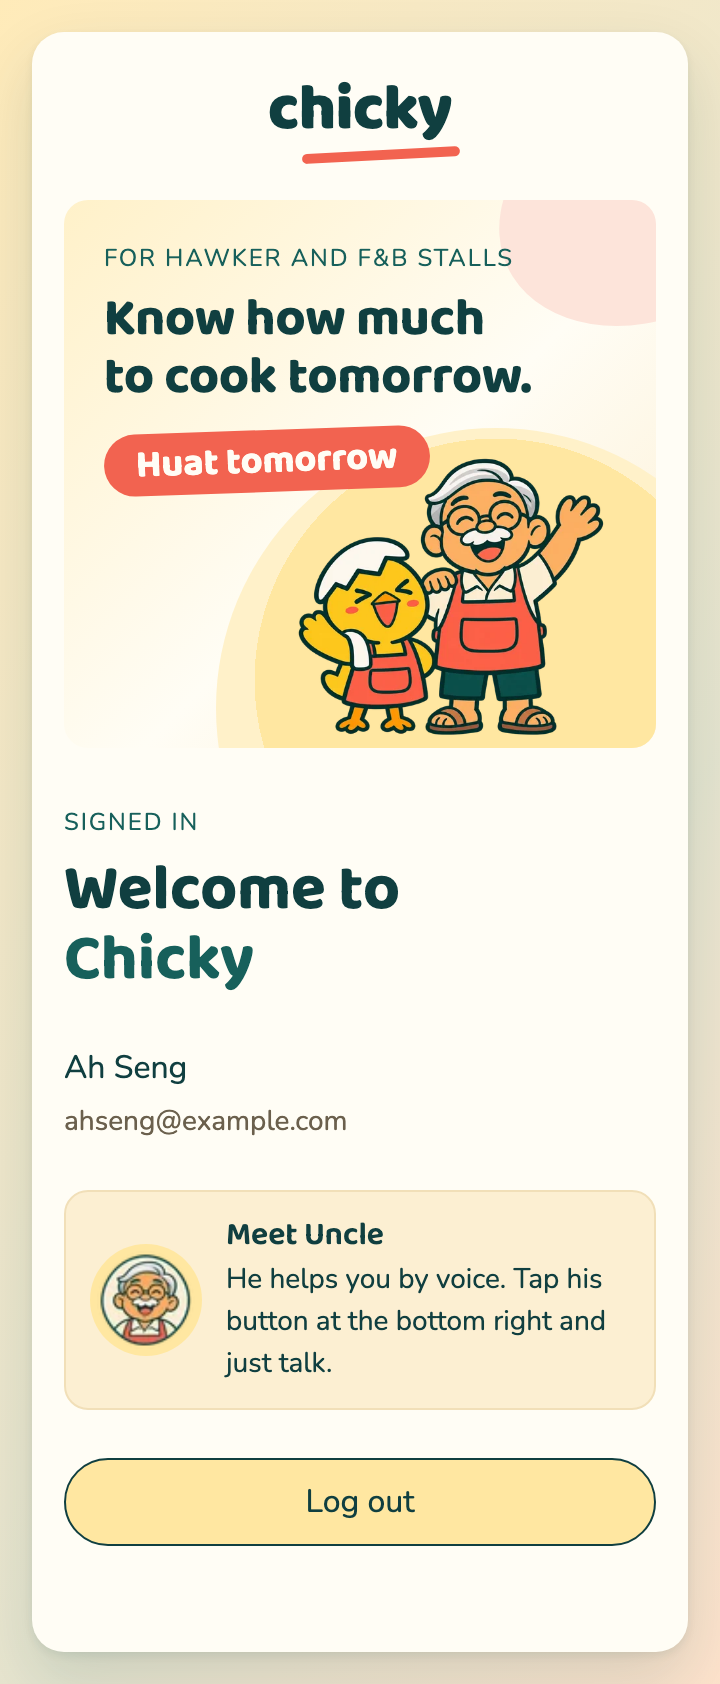 chicky
FOR HAWKER AND F&B STALLS
Know how much
to cook tomorrow.
Huat tomorrow
SIGNED IN
Welcome to
Chicky
Ah Seng
ahseng@example.com
Meet Uncle
He helps you by voice. Tap his
button at the bottom right and
just talk.
Log out